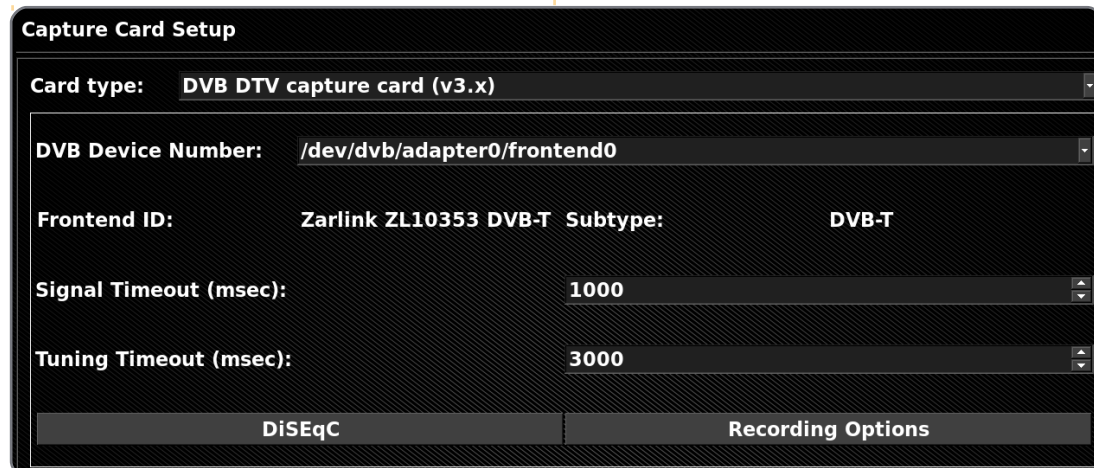 Capture Card Setup
Card type: DVB DTV capture card (v3.x)
DVB Device Number: /dev/dvb/adapter0/frontend0
Frontend ID: Zarlink ZL10353 DVB-T Subtype: DVB-T
Signal Timeout (msec): 1000
Tuning Timeout (msec): 3000
DiSEqC Recording Options